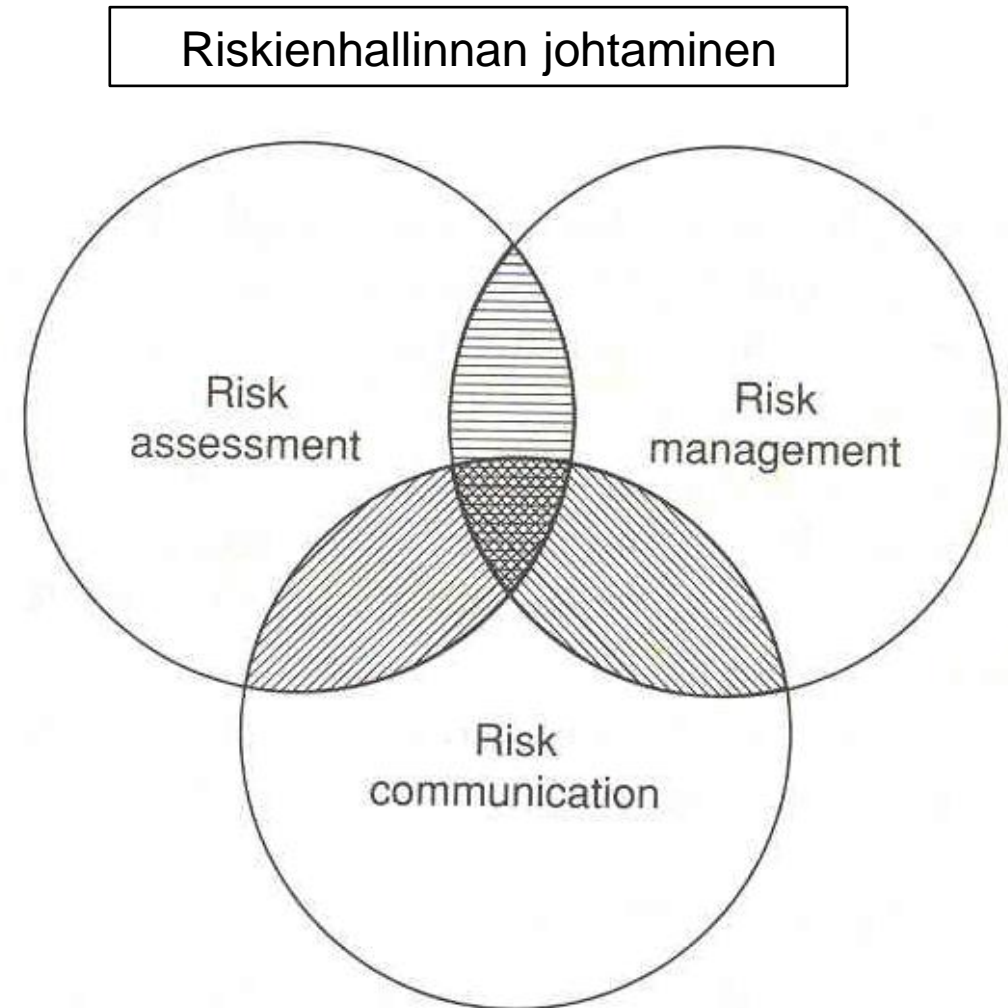 Riskienhallinnan johtaminen
Risk
assessment
Risk
management
Risk
communication